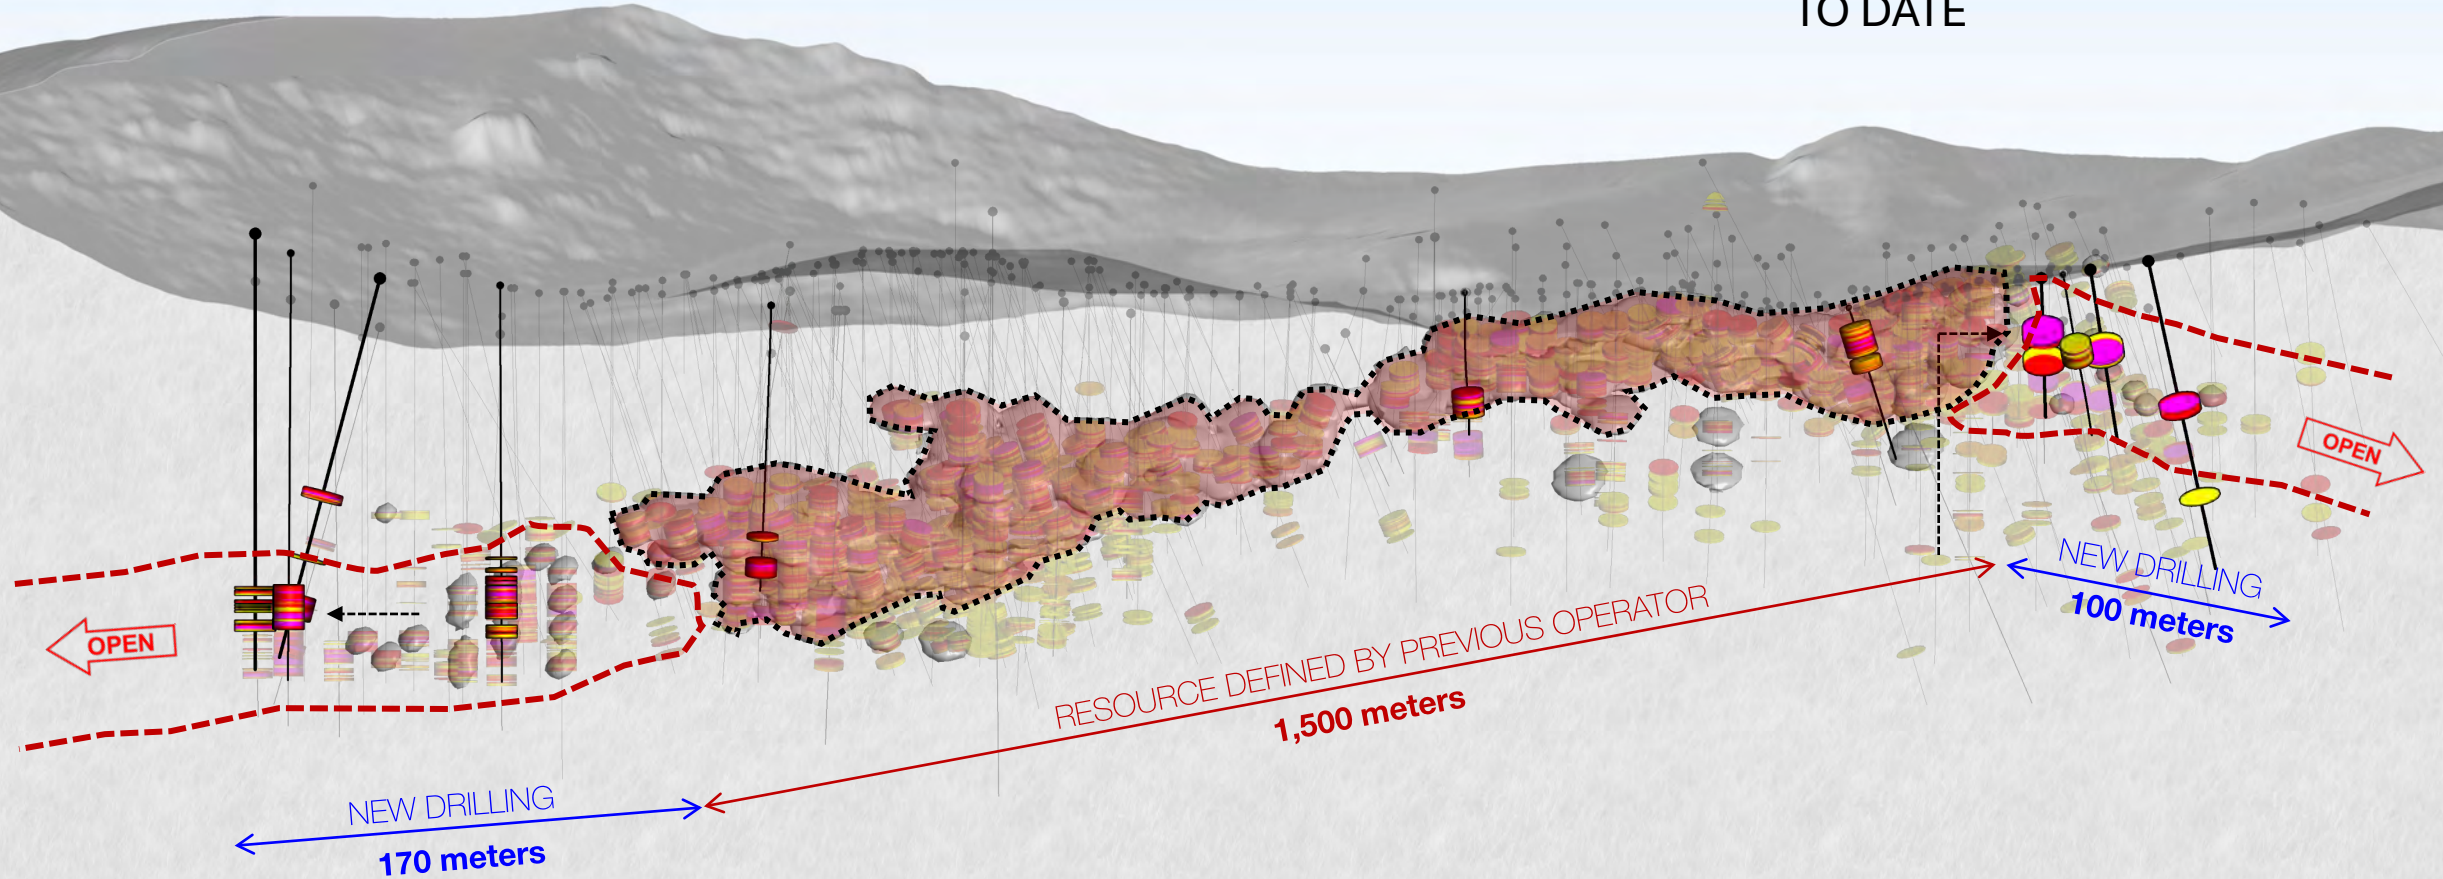 TO DATE
OPEN
OPEN
NEW DRILLING
100 meters
RESOURCE DEFINED BY PREVIOUS OPERATOR
1,500 meters
NEW DRILLING
170 meters